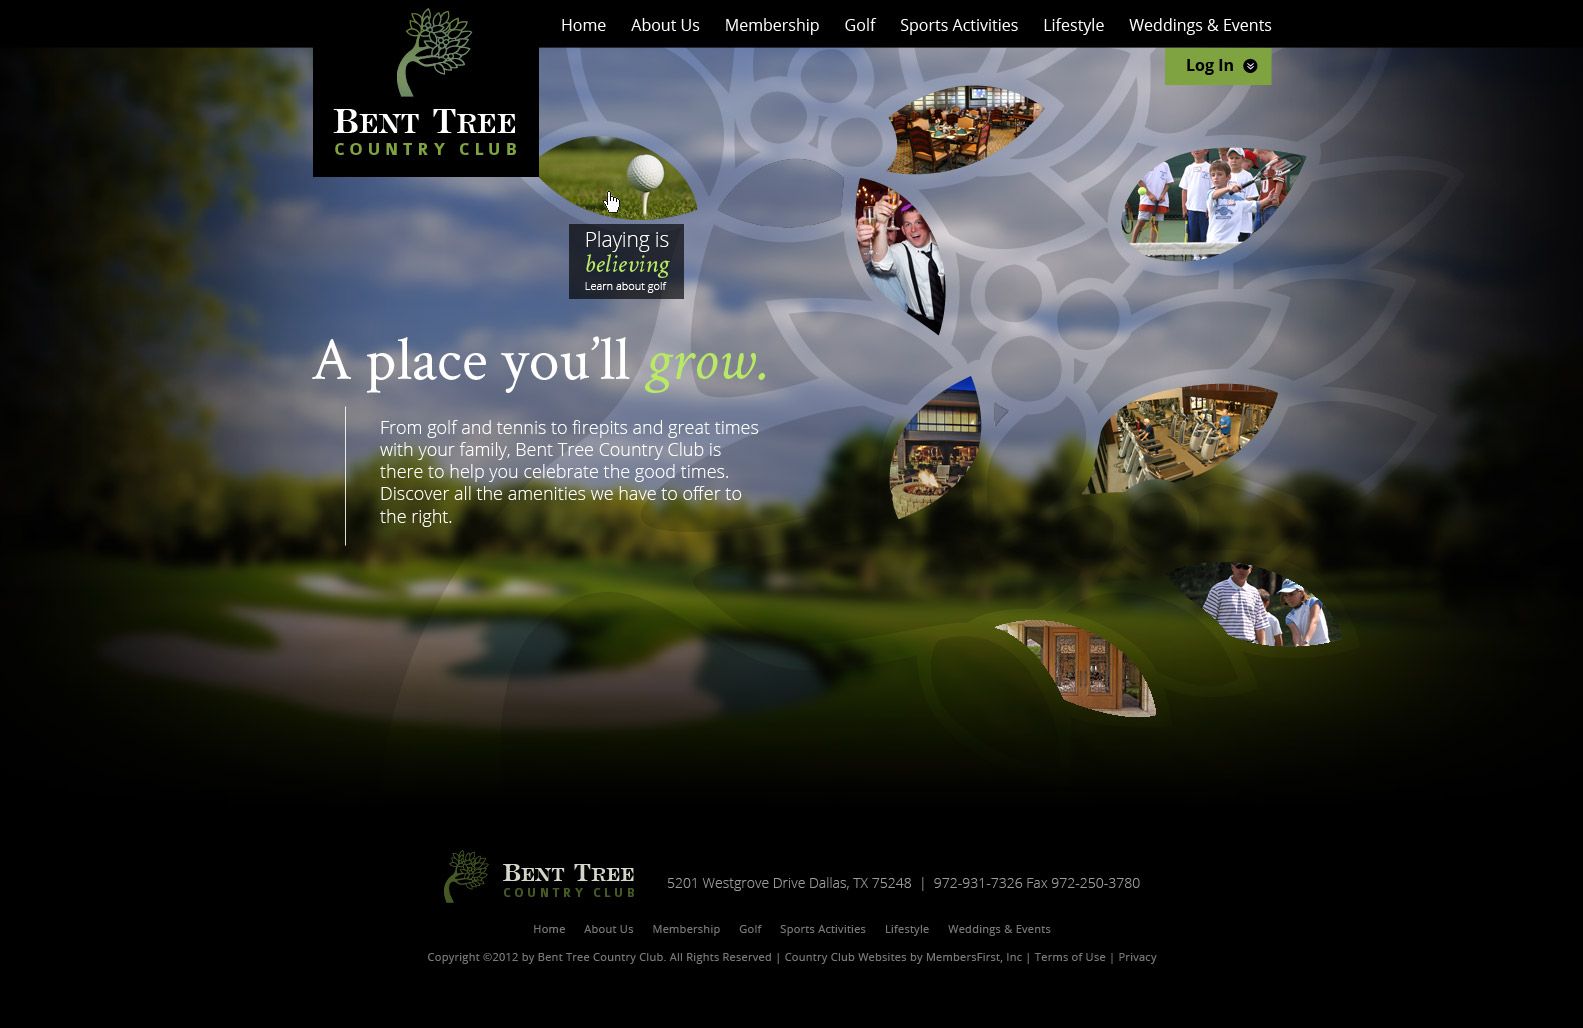 Home About Us Membership Golf Sports Activities Lifestyle Weddings & Events
Log In
BENT TREE
COUNTRY CLUB
Playing is
believing
Learn about golf
A place you'll grow.
From golf and tennis to firepits and great times
with your family, Bent Tree Country Club is
there to help you celebrate the good times.
Discover all the amenities we have to offer to
the right.
BENT TREE
COUNTRY CLUB
5201 Westgrove Drive Dallas, TX 75248 | 972-931-7326 Fax 972-250-3780
Home About Us Membership Golf Sports Activities Lifestyle Weddings & Events
Copyright ©2012 by Bent Tree Country Club. All Rights Reserved | Country Club Websites by MembersFirst, Inc | Terms of Use | Privacy